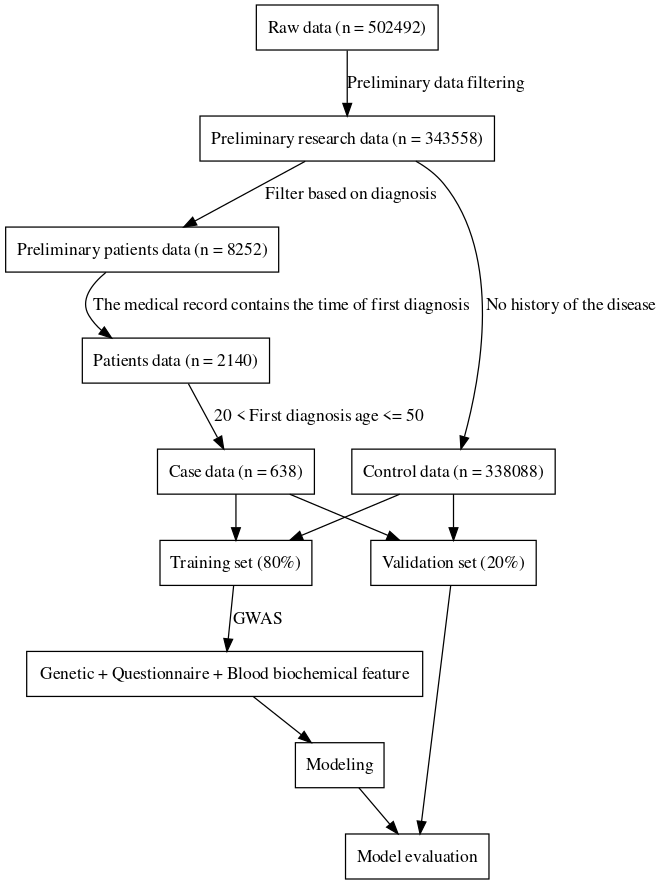 Raw data (n = 502492)
Preliminary data filtering
Preliminary research data (n = 343558)
Filter based on diagnosis
Preliminary patients data (n = 8252)
The medical record contains the time of first diagnosis
No history of the disease
Patients data (n = 2140)
20 < First diagnosis age <= 50
Case data (n = 638)
Control data (n = 338088)
Training set (80%)
Validation set (20%)
GWAS
Genetic + Questionnaire + Blood biochemical feature
Modeling
Model evaluation